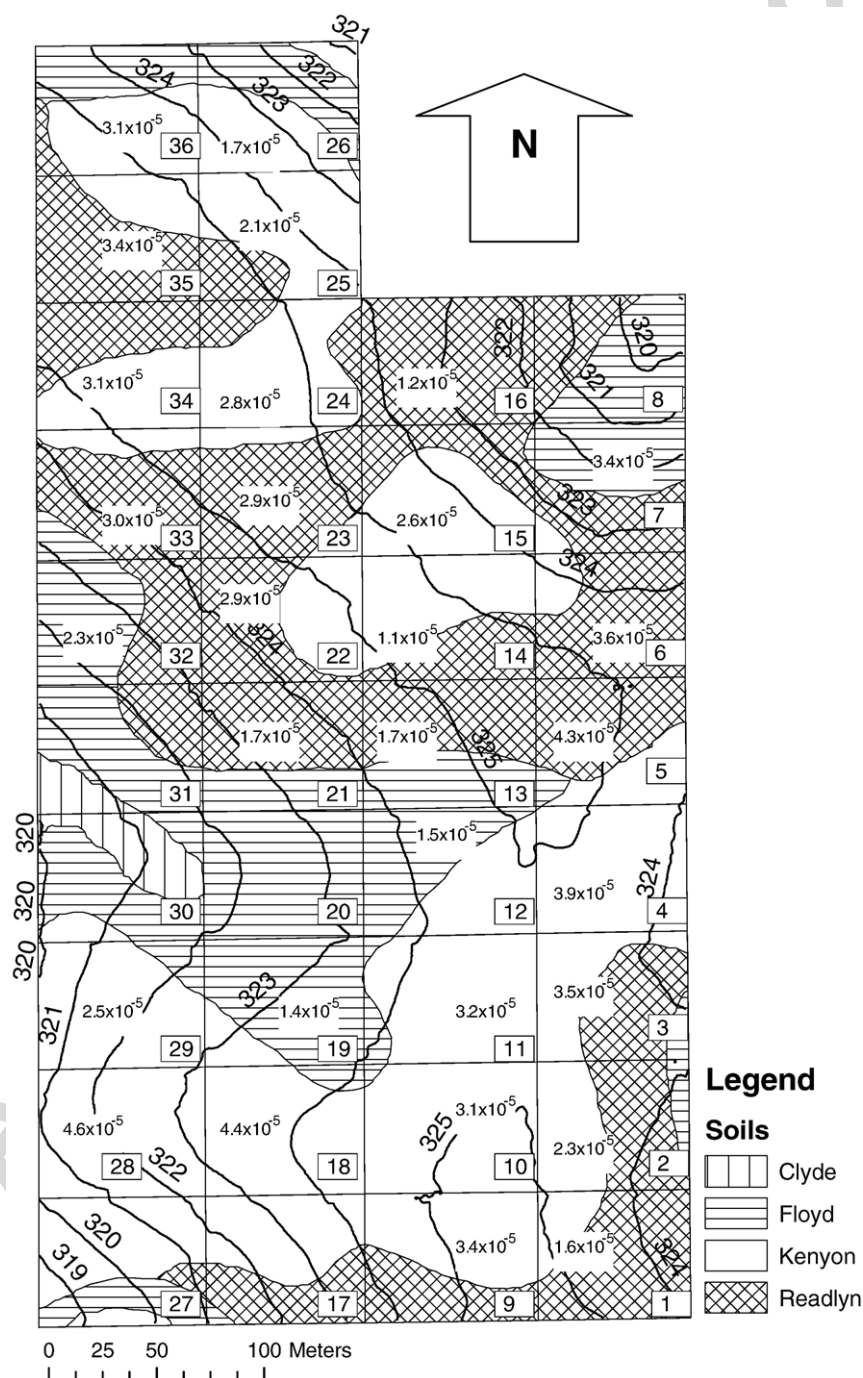 321
324
322
323
3.1x10⁻⁵
36
1.7x10⁻⁵
26
N
2.1x10⁻⁵
3.4x10⁻⁵
35
25
322
320
321
3.1x10⁻⁵
1.2x10⁻⁵
34
2.8x10⁻⁵
24
16
8
3.4x10⁻⁵
2.9x10⁻⁵
323
3.0x10⁻⁵
2.6x10⁻⁵
7
33
23
15
324
2.9x10⁻⁵
324
2.3x10⁻⁵
1.1x10⁻⁵
3.6x10⁻⁵
32
22
14
6
1.7x10⁻⁵
1.7x10⁻⁵
325
4.3x10⁻⁵
5
31
21
13
320
1.5x10⁻⁵
324
3.9x10⁻⁵
320
30
20
12
4
320
323
3.5x10⁻⁵
321
2.5x10⁻⁵
1.4x10⁻⁵
3.2x10⁻⁵
3
29
19
11
Legend
3.1x10⁻⁵
Soils
4.6x10⁻⁵
4.4x10⁻⁵
325
2.3x10⁻⁵
28
322
18
10
2
Clyde
Floyd
320
3.4x10⁻⁵
1.6x10⁻⁵
324
Kenyon
319
27
17
9
1
Readlyn
0 25 50 100 Meters